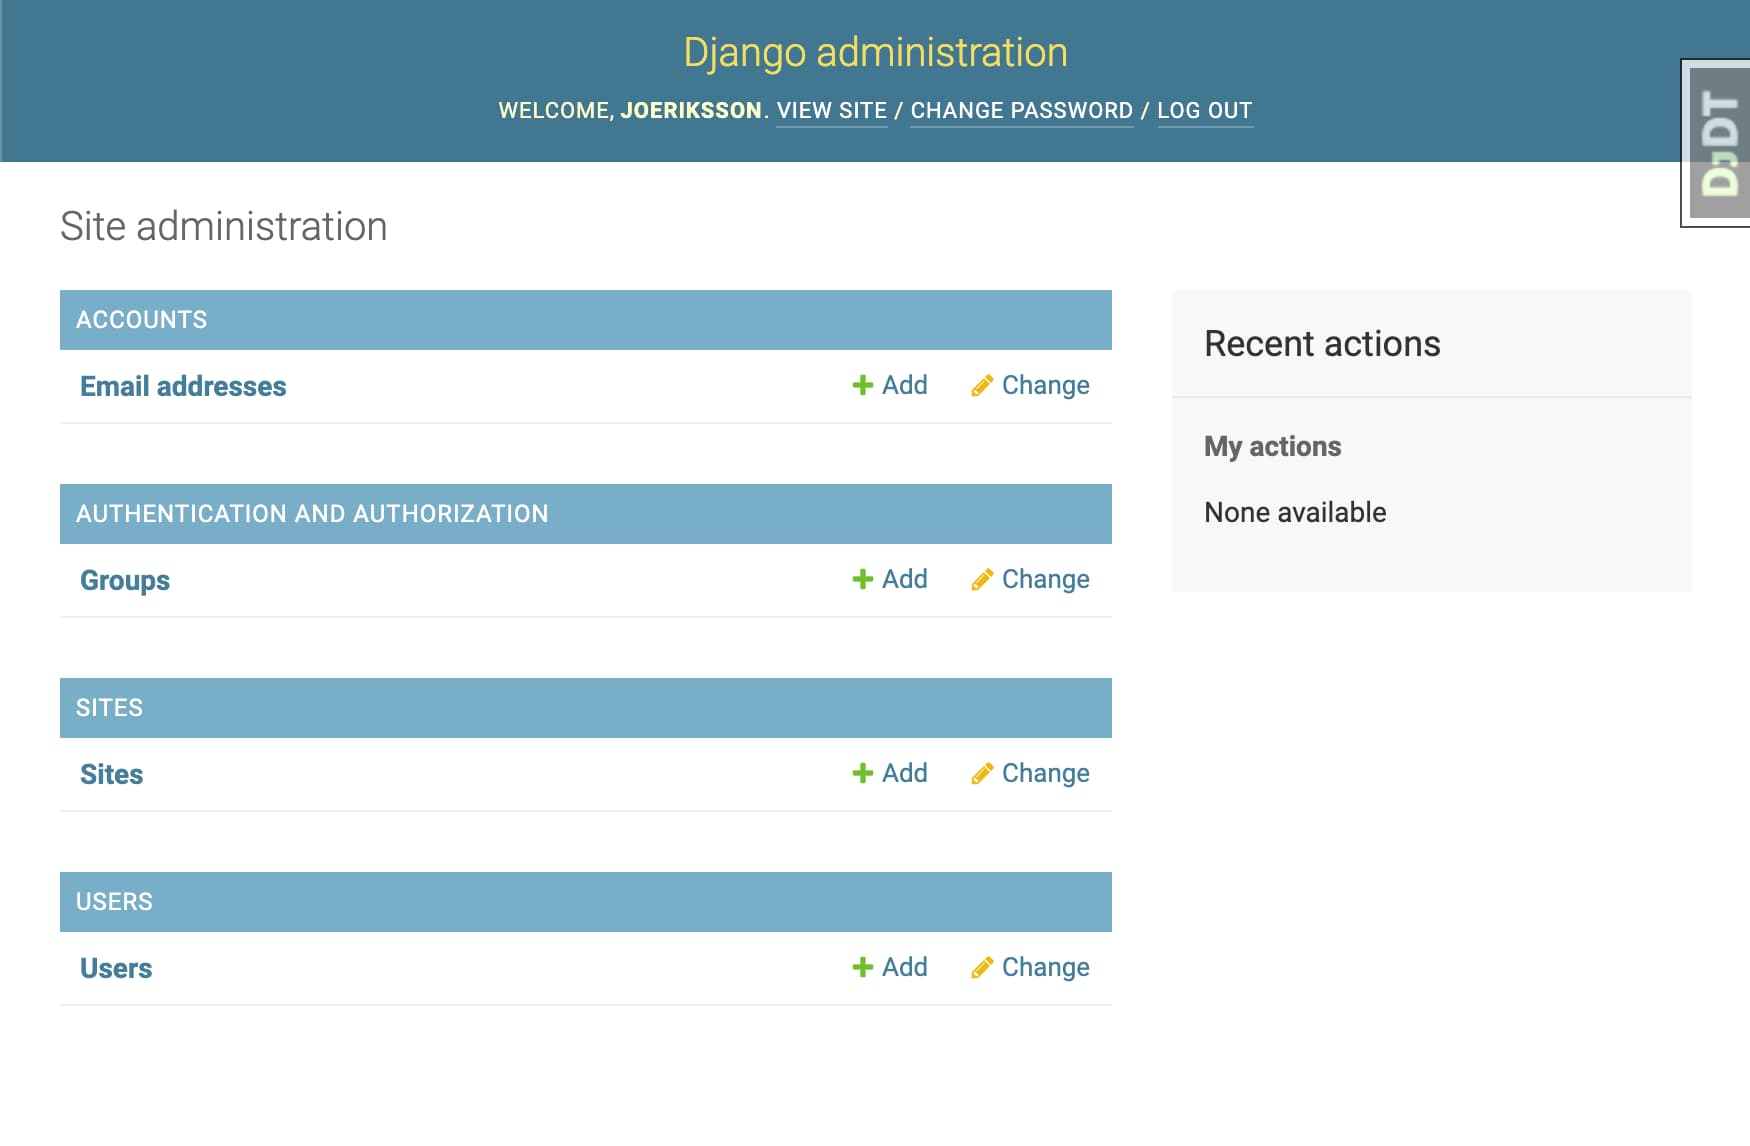 Django administration
WELCOME, JOERIKSSON. VIEW SITE / CHANGE PASSWORD / LOG OUT
DjDT
Site administration
ACCOUNTS
Email addresses Add Change
AUTHENTICATION AND AUTHORIZATION
Groups Add Change
SITES
Sites Add Change
USERS
Users Add Change
Recent actions
My actions
None available